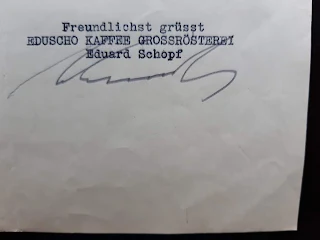 Freundlichst grüsst
EDUSCHO KAFFEE GROSSRÖSTEREI
Eduard Schopf